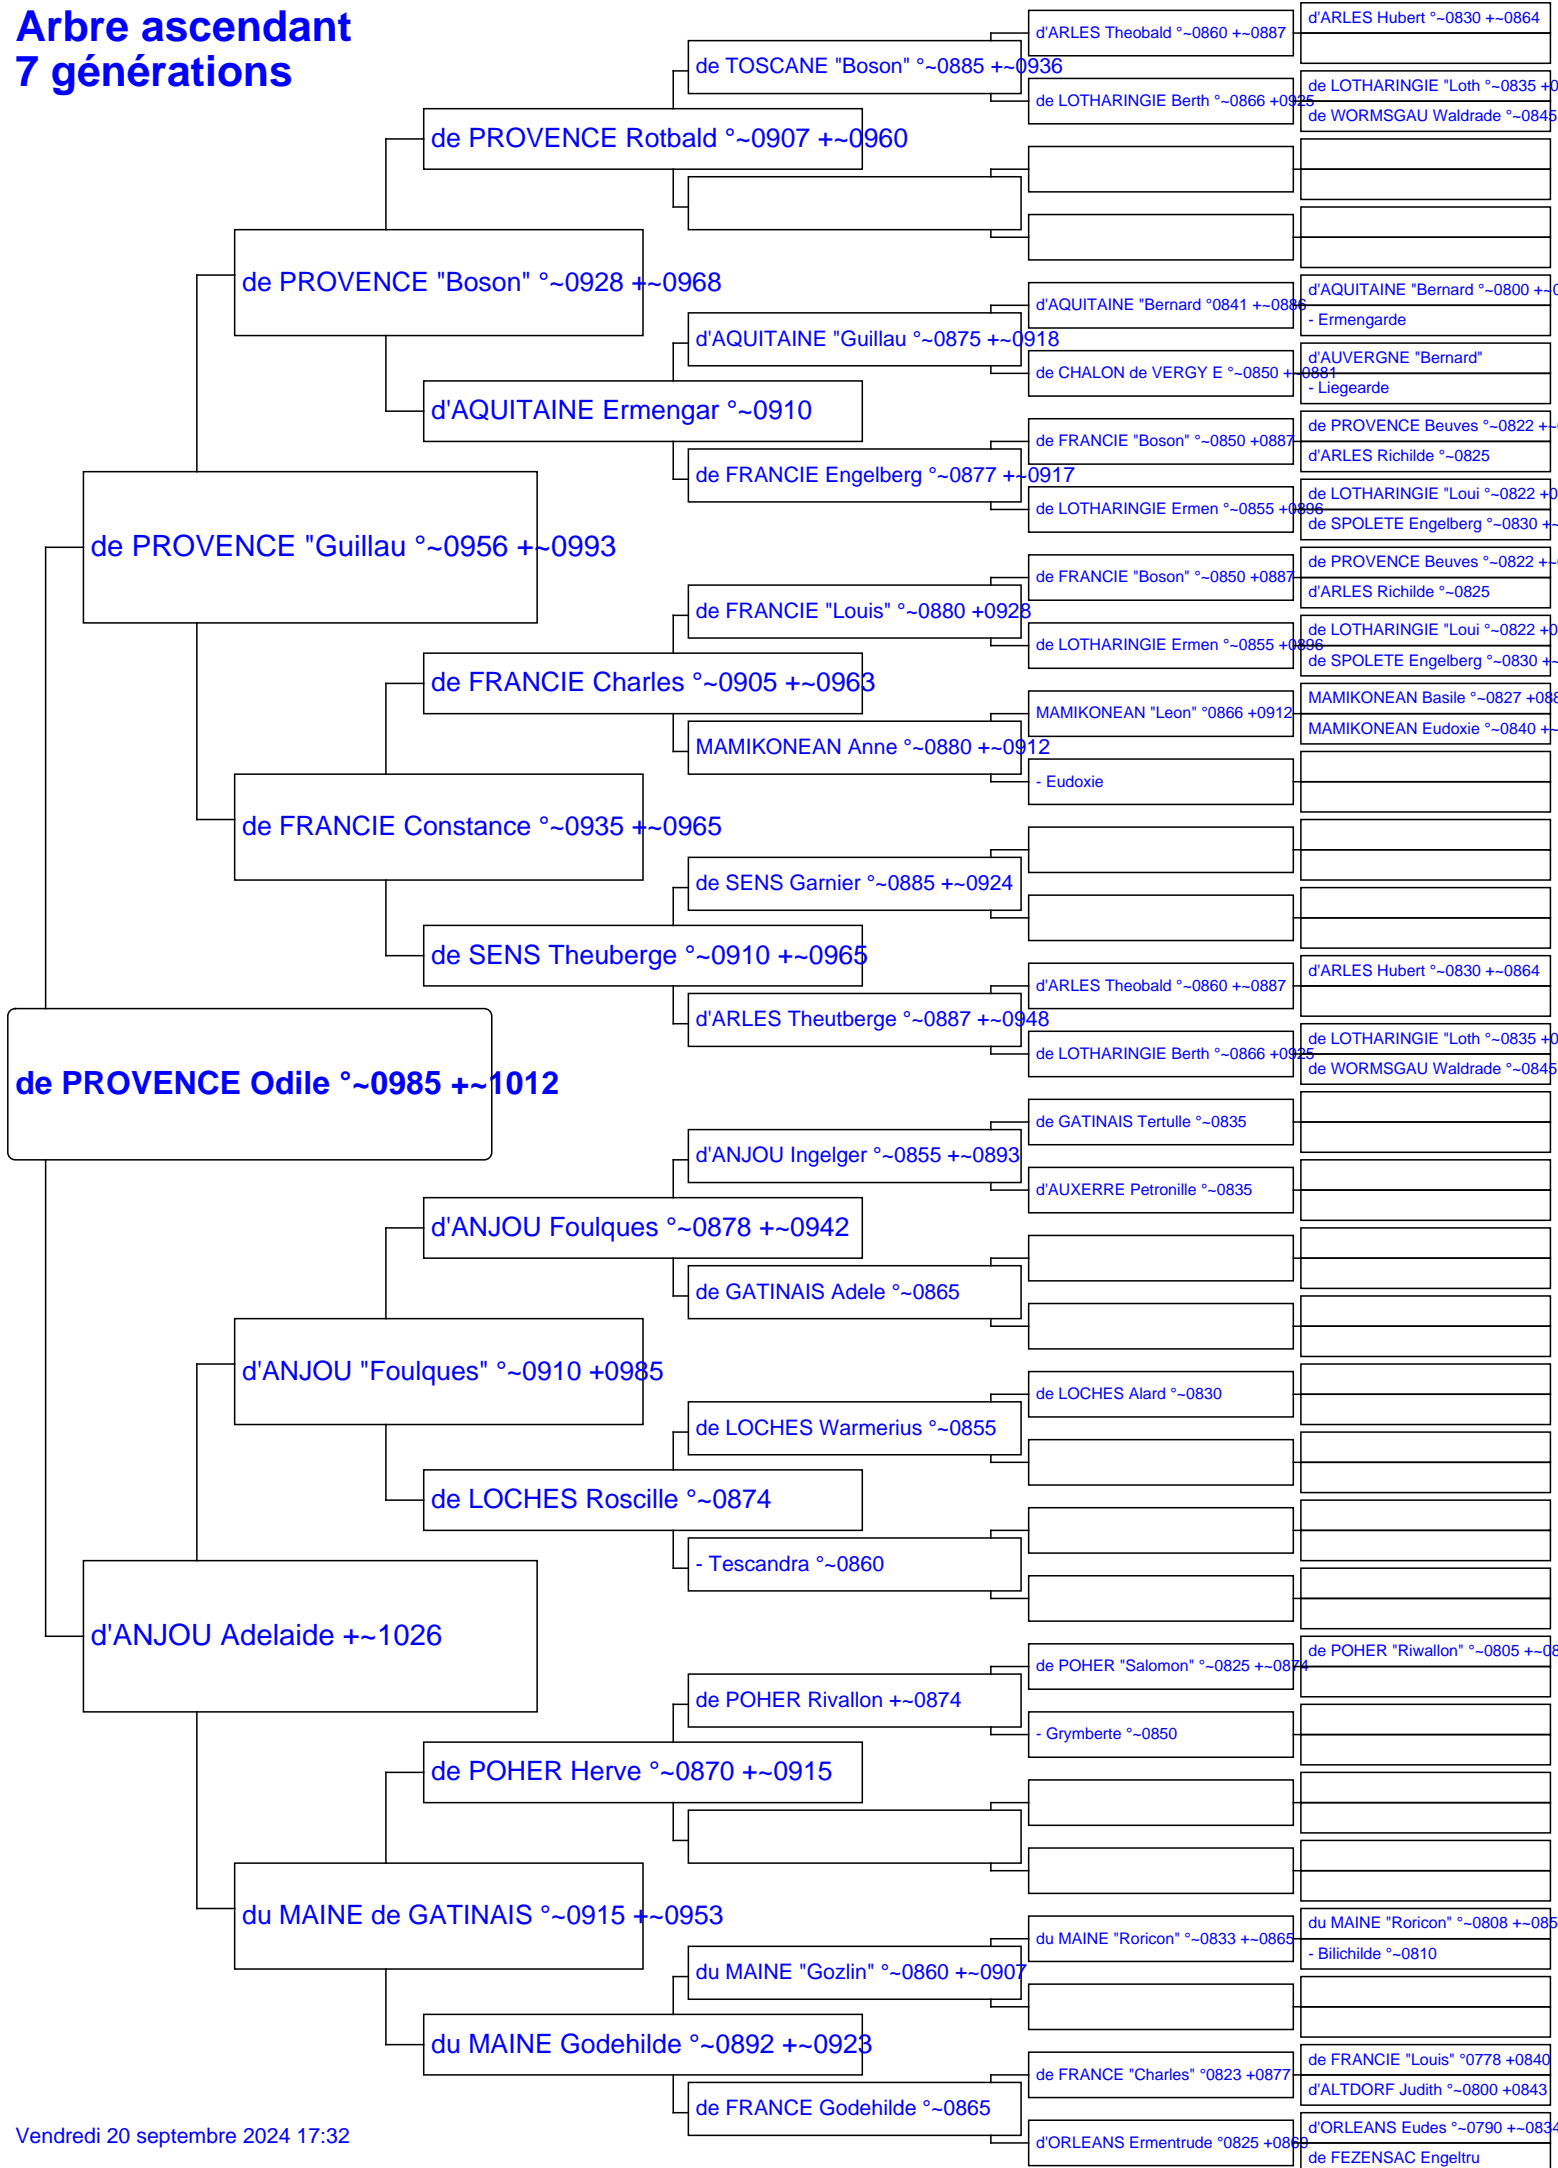 Arbre ascendant
7 générations
de PROVENCE Odile °~0985 +~1012
de PROVENCE "Guillau °~0956 +~0993
d'ANJOU Adelaide +~1026
de PROVENCE "Boson" °~0928 +~0968
de FRANCIE Constance °~0935 +~0965
d'ANJOU "Foulques" °~0910 +0985
du MAINE de GATINAIS °~0915 +~0953
de PROVENCE Rotbald °~0907 +~0960
d'AQUITAINE Ermengar °~0910
de FRANCIE Charles °~0905 +~0963
de SENS Theuberge °~0910 +~0965
d'ANJOU Foulques °~0878 +~0942
de LOCHES Roscille °~0874
de POHER Herve °~0870 +~0915
du MAINE Godehilde °~0892 +~0923
de TOSCANE "Boson" °~0885 +~0936
d'AQUITAINE "Guillau °~0875 +~0918
de FRANCIE Engelberg °~0877 +~0917
de FRANCIE "Louis" °~0880 +0928
MAMIKONEAN Anne °~0880 +~0912
de SENS Garnier °~0885 +~0924
d'ARLES Theutberge °~0887 +~0948
d'ANJOU Ingelger °~0855 +~0893
de GATINAIS Adele °~0865
de LOCHES Warmerius °~0855
- Tescandra °~0860
de POHER Rivallon +~0874
du MAINE "Gozlin" °~0860 +~0907
de FRANCE Godehilde °~0865
d'ARLES Theobald °~0860 +~0887
de LOTHARINGIE Berth °~0866 +0925
d'AQUITAINE "Bernard °0841 +~0886
de CHALON de VERGY E °~0850 +~0881
de FRANCIE "Boson" °~0850 +0887
de LOTHARINGIE Ermen °~0855 +0896
de FRANCIE "Boson" °~0850 +0887
de LOTHARINGIE Ermen °~0855 +0896
MAMIKONEAN "Leon" °0866 +0912
- Eudoxie
d'ARLES Theobald °~0860 +~0887
de LOTHARINGIE Berth °~0866 +0925
de GATINAIS Tertulle °~0835
d'AUXERRE Petronille °~0835
de LOCHES Alard °~0830
de POHER "Salomon" °~0825 +~0874
- Grymberte °~0850
du MAINE "Roricon" °~0833 +~0865
de FRANCE "Charles" °0823 +0877
d'ORLEANS Ermentrude °0825 +0869
d'ARLES Hubert °~0830 +~0864
de LOTHARINGIE "Loth °~0835 +0
de WORMSGAU Waldrade °~0845
d'AQUITAINE "Bernard °~0800 +~0
- Ermengarde
d'AUVERGNE "Bernard"
- Liegearde
de PROVENCE Beuves °~0822 +~
d'ARLES Richilde °~0825
de LOTHARINGIE "Loui °~0822 +0
de SPOLETE Engelberg °~0830 +~
de PROVENCE Beuves °~0822 +~
d'ARLES Richilde °~0825
de LOTHARINGIE "Loui °~0822 +0
de SPOLETE Engelberg °~0830 +~
MAMIKONEAN Basile °~0827 +088
MAMIKONEAN Eudoxie °~0840 +~
d'ARLES Hubert °~0830 +~0864
de LOTHARINGIE "Loth °~0835 +0
de WORMSGAU Waldrade °~0845
de POHER "Riwallon" °~0805 +~08
du MAINE "Roricon" °~0808 +~085
- Bilichilde °~0810
de FRANCIE "Louis" °0778 +0840
d'ALTDORF Judith °~0800 +0843
d'ORLEANS Eudes °~0790 +~0834
de FEZENSAC Engeltru
Vendredi 20 septembre 2024 17:32